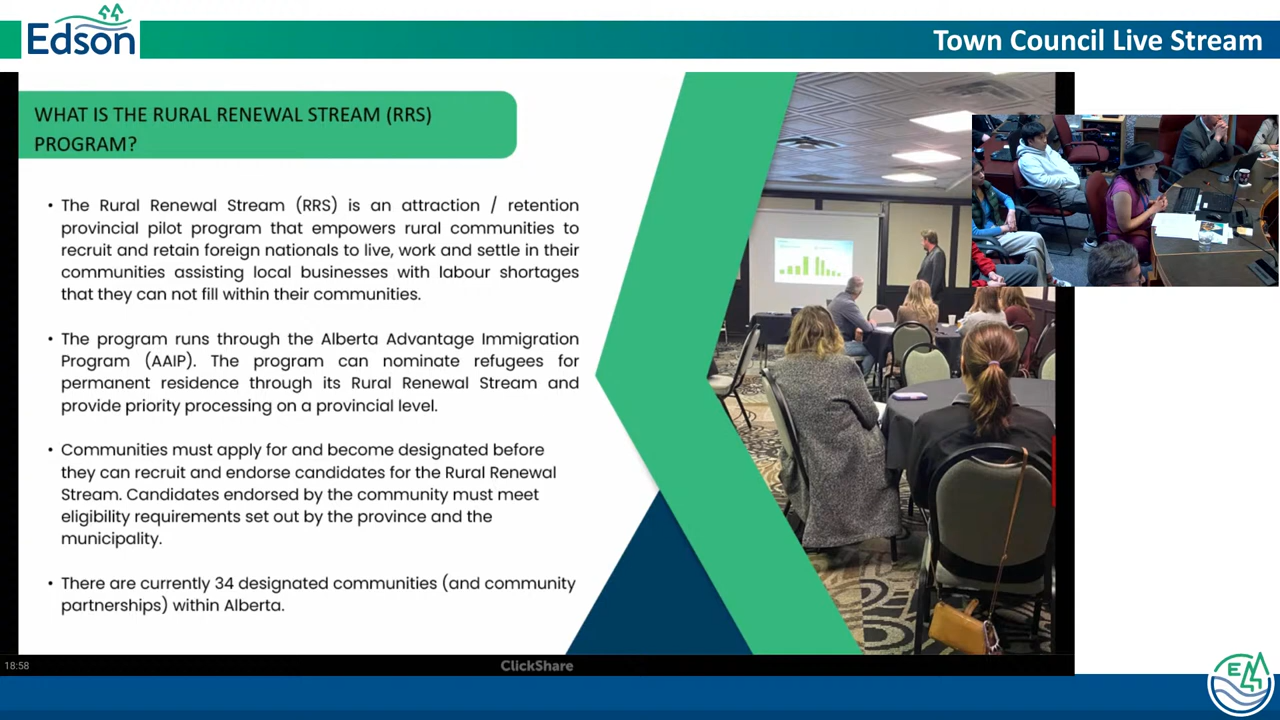 Edson
Town Council Live Stream
WHAT IS THE RURAL RENEWAL STREAM (RRS)
PROGRAM?
• The Rural Renewal Stream (RRS) is an attraction / retention
provincial pilot program that empowers rural communities to
recruit and retain foreign nationals to live, work and settle in their
communities assisting local businesses with labour shortages
that they can not fill within their communities.
• The program runs through the Alberta Advantage Immigration
Program (AAIP). The program can nominate refugees for
permanent residence through its Rural Renewal Stream and
provide priority processing on a provincial level.
• Communities must apply for and become designated before
they can recruit and endorse candidates for the Rural Renewal
Stream. Candidates endorsed by the community must meet
eligibility requirements set out by the province and the
municipality.
• There are currently 34 designated communities (and community
partnerships) within Alberta.
18:58
ClickShare